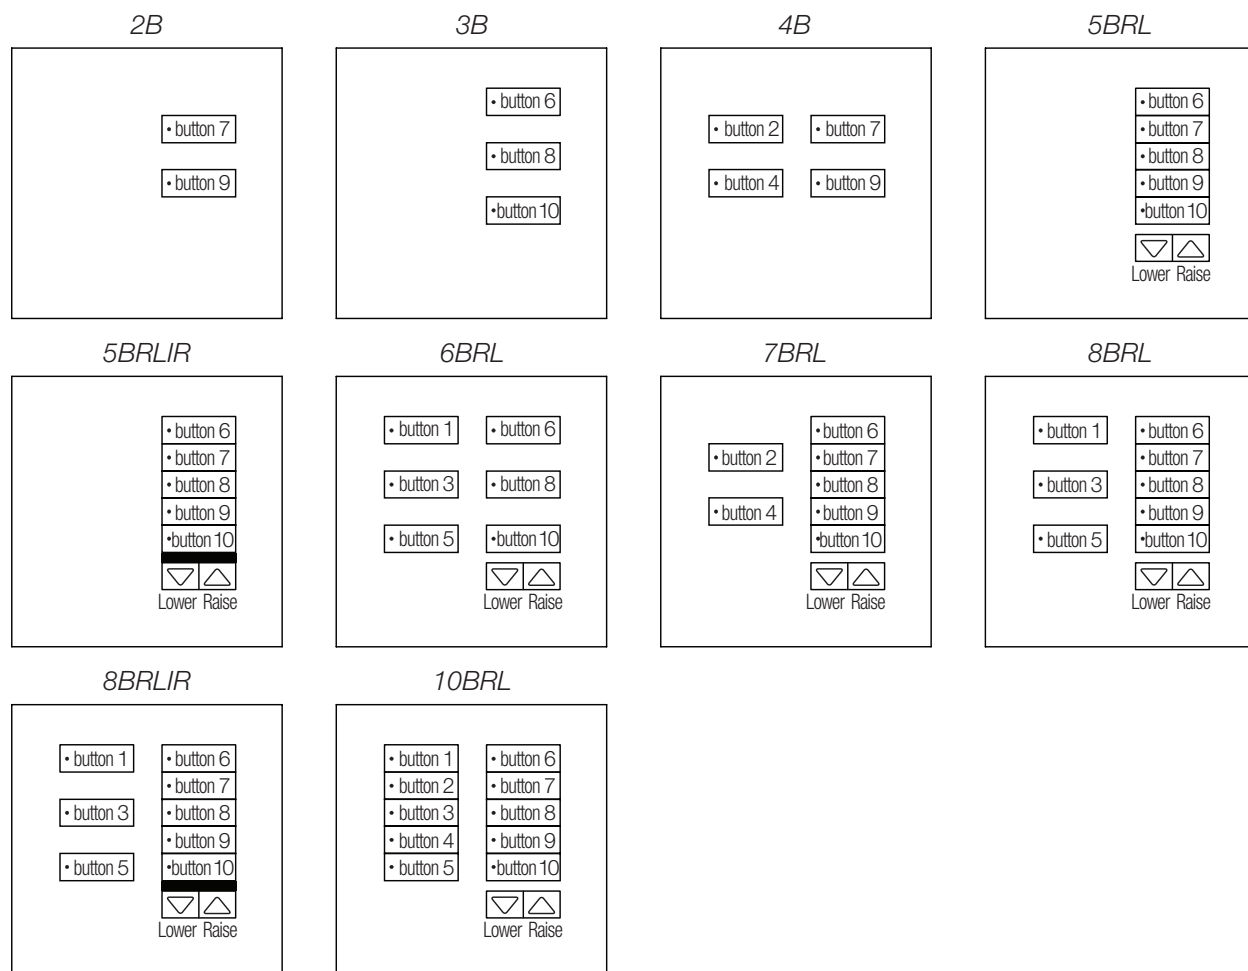 2B
button 7
button 9
3B
button 6
button 8
button 10
4B
button 2 button 7
button 4 button 9
5BRL
button 6
button 7
button 8
button 9
button 10
Lower Raise
5BRLIR
button 6
button 7
button 8
button 9
button 10
Lower Raise
6BRL
button 1 button 6
button 3 button 8
button 5 button 10
Lower Raise
7BRL
button 6
button 2 button 7
button 8
button 4 button 9
button 10
Lower Raise
8BRL
button 1 button 6
button 7
button 3 button 8
button 9
button 5 button 10
Lower Raise
8BRLIR
button 1 button 6
button 7
button 3 button 8
button 9
button 5 button 10
Lower Raise
10BRL
button 1 button 6
button 2 button 7
button 3 button 8
button 4 button 9
button 5 button 10
Lower Raise